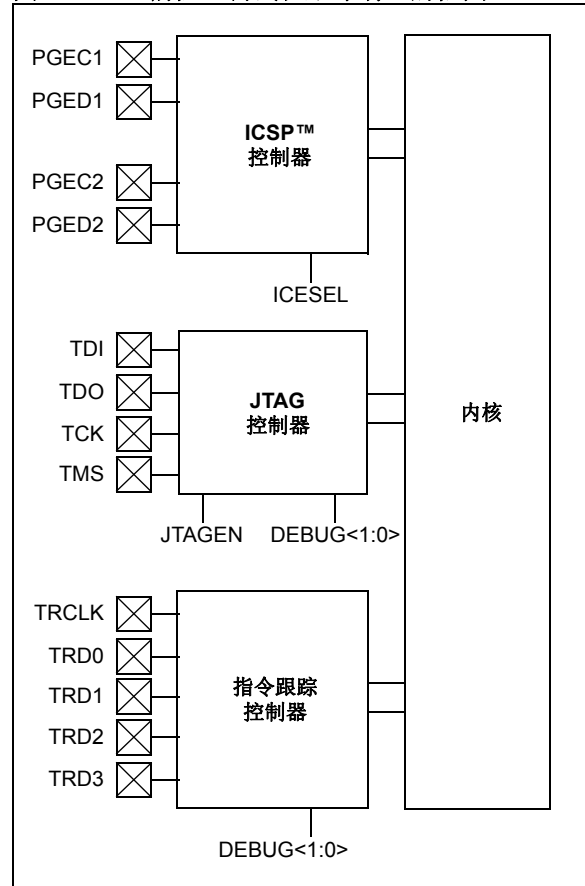 PGEC1
PGED1
PGEC2
PGED2
ICSP™
控制器
ICESEL
TDI
TDO
TCK
TMS
JTAG
控制器
JTAGEN
DEBUG<1:0>
内核
TRCLK
TRD0
TRD1
TRD2
TRD3
指令跟踪
控制器
DEBUG<1:0>